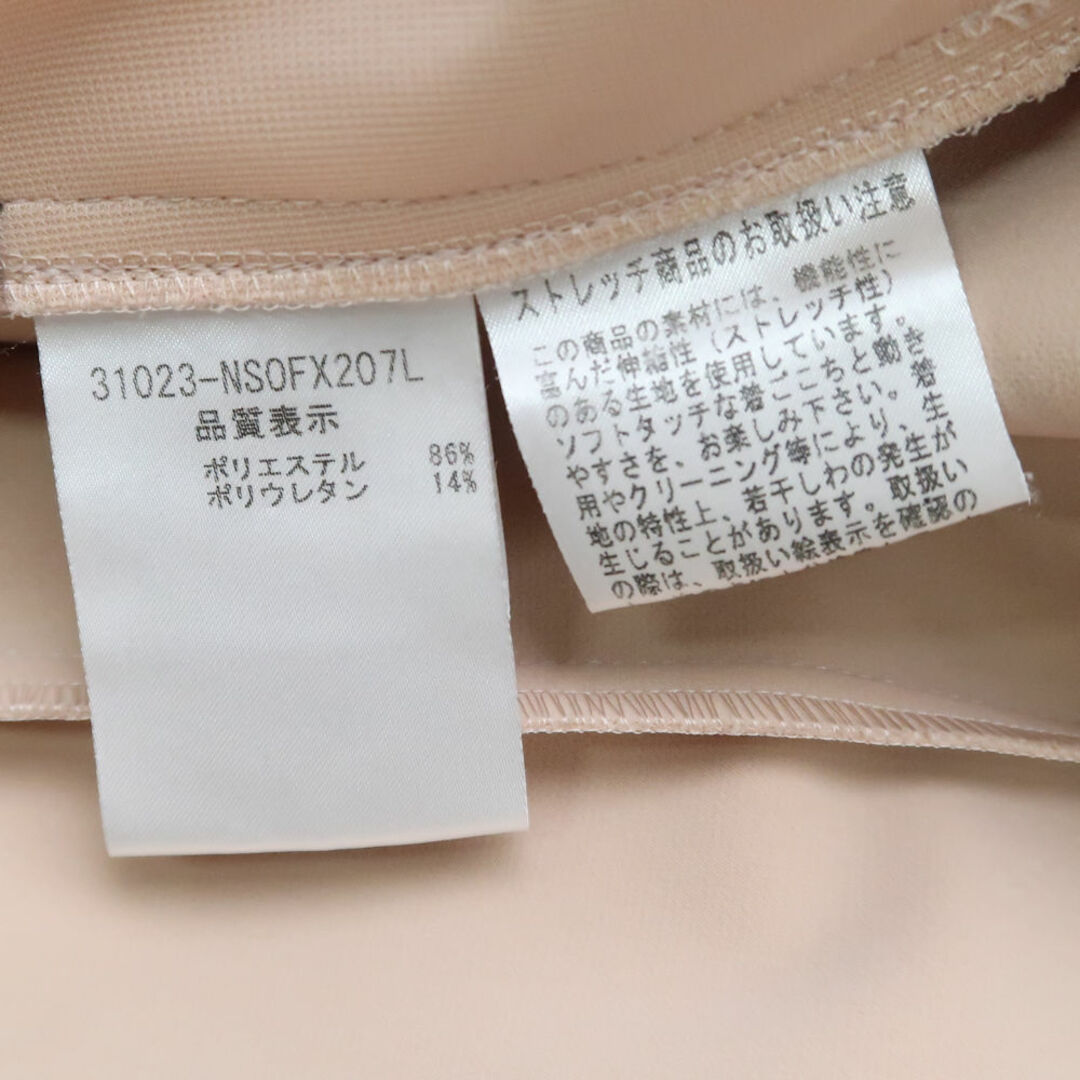 31023-NSOFX207L
品質表示
ポリエステル 86%
ポリウレタン 14%
ストレッチ商品のお取扱い注意
この商品の素材には、機能性に
富んだ伸縮性(ストレッチ性)
のある生地を使用しています。
ソフトタッチな着ごこちと、動き
やすさを、お楽しみ下さい。着
用やクリーニング等により、生
地の特性上、若干しわの発生が
生じることがあります。取扱い
の際は、取扱い絵表示を確認の